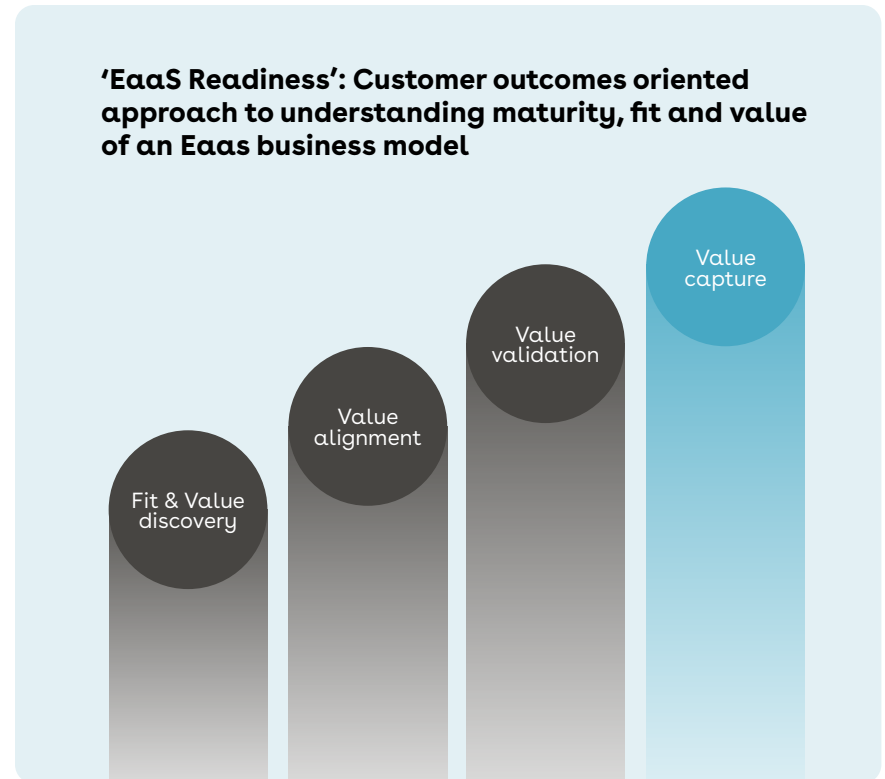 ‘EaaS Readiness’: Customer outcomes oriented
approach to understanding maturity, fit and value
of an Eaas business model
Fit & Value
discovery
Value
alignment
Value
validation
Value
capture